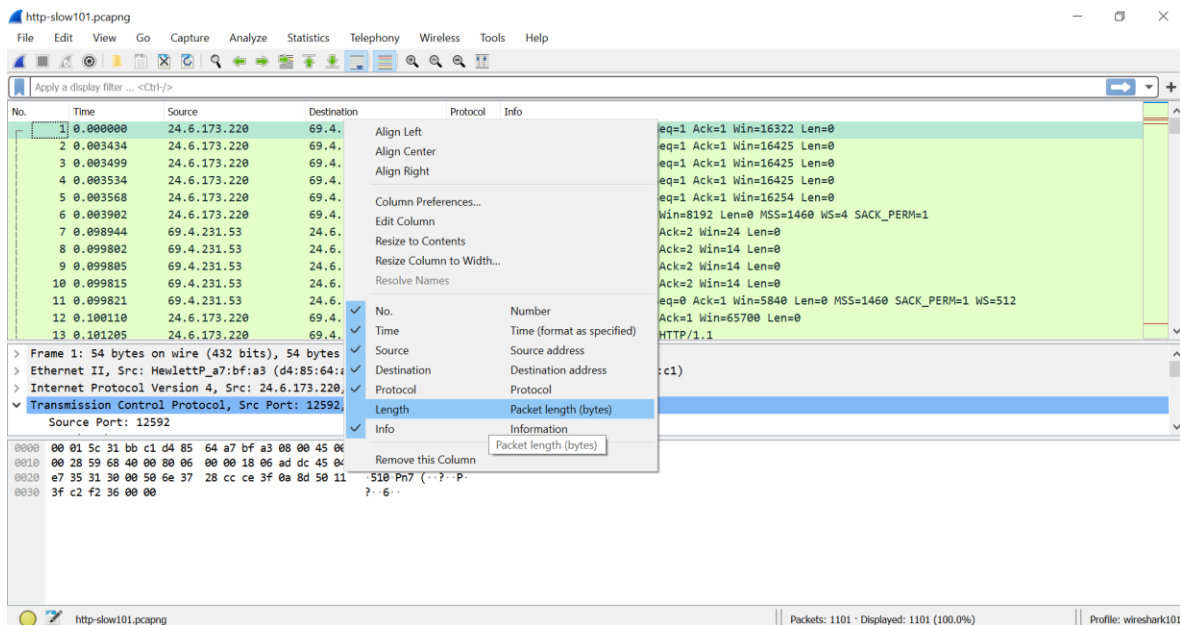 http-slow101.pcapng
File Edit View Go Capture Analyze Statistics Telephony Wireless Tools Help
Apply a display filter ... <Ctrl-/>
No. Time Source Destination Protocol Info
1 0.000000 24.6.173.220 69.4. eq=1 Ack=1 Win=16322 Len=0
2 0.003434 24.6.173.220 69.4. eq=1 Ack=1 Win=16425 Len=0
3 0.003499 24.6.173.220 69.4. eq=1 Ack=1 Win=16425 Len=0
4 0.003534 24.6.173.220 69.4. eq=1 Ack=1 Win=16425 Len=0
5 0.003568 24.6.173.220 69.4. eq=1 Ack=1 Win=16254 Len=0
6 0.003902 24.6.173.220 69.4. Win=8192 Len=0 MSS=1460 WS=4 SACK_PERM=1
7 0.098944 69.4.231.53 24.6. Ack=2 Win=24 Len=0
8 0.099802 69.4.231.53 24.6. Ack=2 Win=14 Len=0
9 0.099805 69.4.231.53 24.6. Ack=2 Win=14 Len=0
10 0.099815 69.4.231.53 24.6. Ack=2 Win=14 Len=0
11 0.099821 69.4.231.53 24.6. eq=0 Ack=1 Win=5840 Len=0 MSS=1460 SACK_PERM=1 WS=512
12 0.100110 24.6.173.220 69.4. Ack=1 Win=65700 Len=0
13 0.101205 24.6.173.220 69.4. HTTP/1.1
Align Left
Align Center
Align Right
Column Preferences...
Edit Column
Resize to Contents
Resize Column to Width...
Resolve Names
No. Number
Time Time (format as specified)
Source Source address
Destination Destination address
Protocol Protocol
Length Packet length (bytes)
Info Information
Packet length (bytes)
Remove this Column
Frame 1: 54 bytes on wire (432 bits), 54 bytes
Ethernet II, Src: HewlettP_a7:bf:a3 (d4:85:64:a :c1)
Internet Protocol Version 4, Src: 24.6.173.220,
Transmission Control Protocol, Src Port: 12592,
Source Port: 12592
0000 00 01 5c 31 bb c1 d4 85 64 a7 bf a3 08 00 45 00
0010 00 28 59 68 40 00 80 06 00 00 18 06 ad dc 45 04
0020 e7 35 31 30 00 50 6e 37 28 cc ce 3f 0a 8d 50 11 ·510·Pn7 (··?··P·
0030 3f c2 f2 36 00 00 ?··6··
http-slow101.pcapng Packets: 1101 · Displayed: 1101 (100.0%) Profile: wireshark101